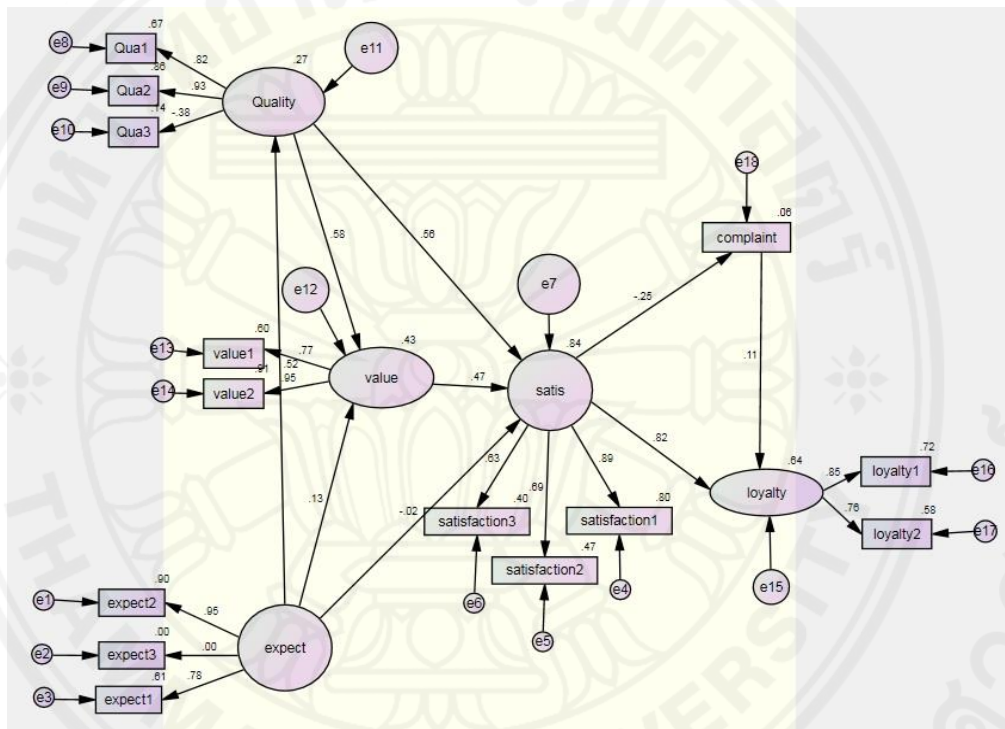 .67
e8
Qua1
.82
.86
e9
Qua2
.93
.14
e10
Qua3
-.38
.27
Quality
e11
.58
.56
e18
.06
complaint
e12
e7
-.25
.11
.60
e13
value1
.77
.52
.91
e14
value2
.95
.43
value
.47
.84
satis
.13
-.02
.63
.69
.89
.82
.40
satisfaction3
.80
satisfaction1
.47
satisfaction2
e6
e5
e4
.64
loyalty
.85
.72
loyalty1
e16
.76
.58
loyalty2
e17
e15
.90
e1
expect2
.95
.00
e2
expect3
.00
.61
e3
expect1
.78
expect